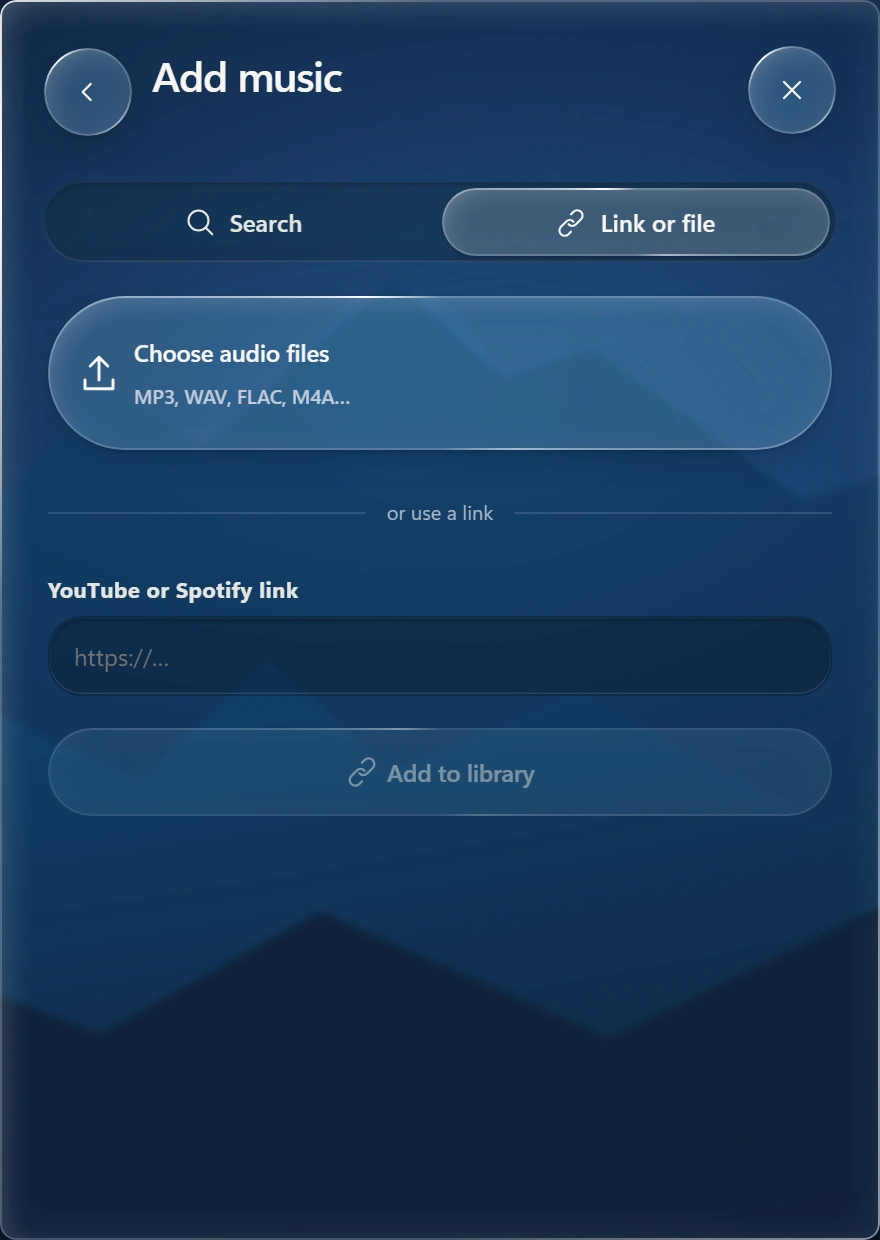 Add music
Search
Link or file
Choose audio files
MP3, WAV, FLAC, M4A...
or use a link
YouTube or Spotify link
https://...
Add to library